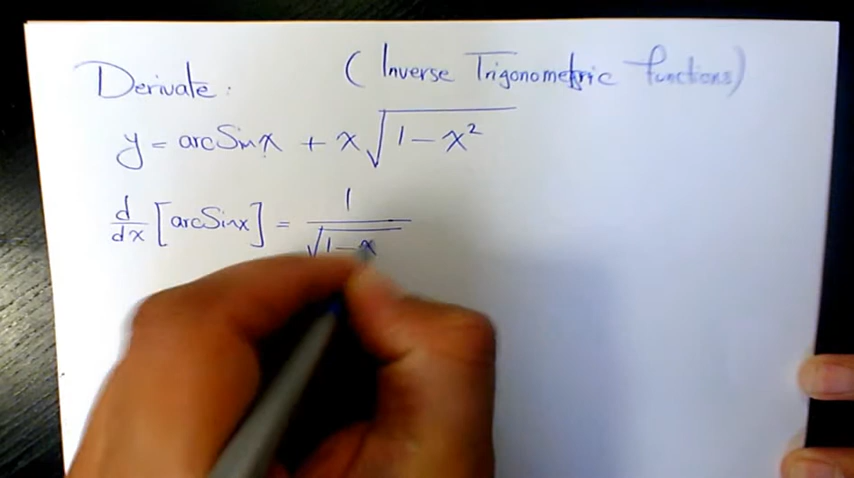 Derivate: (Inverse Trigonometric functions)
y = arcSinx + x√(1-x²)
d/dx [arcSinx] = 1/√(1-x